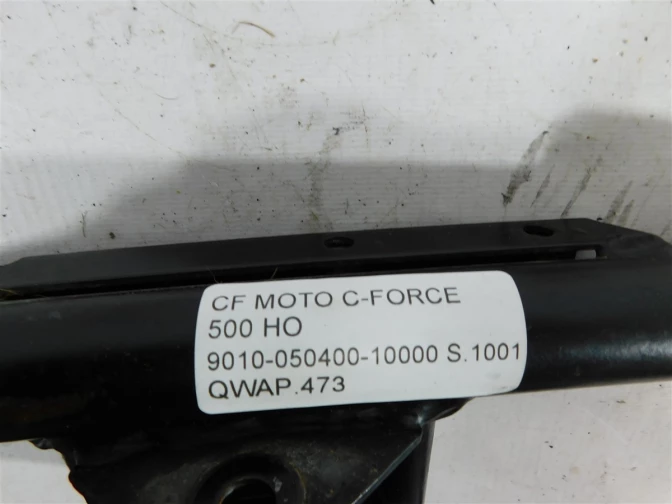 CF MOTO C-FORCE
500 HO
9010-050400-10000 S.1001
QWAP.473